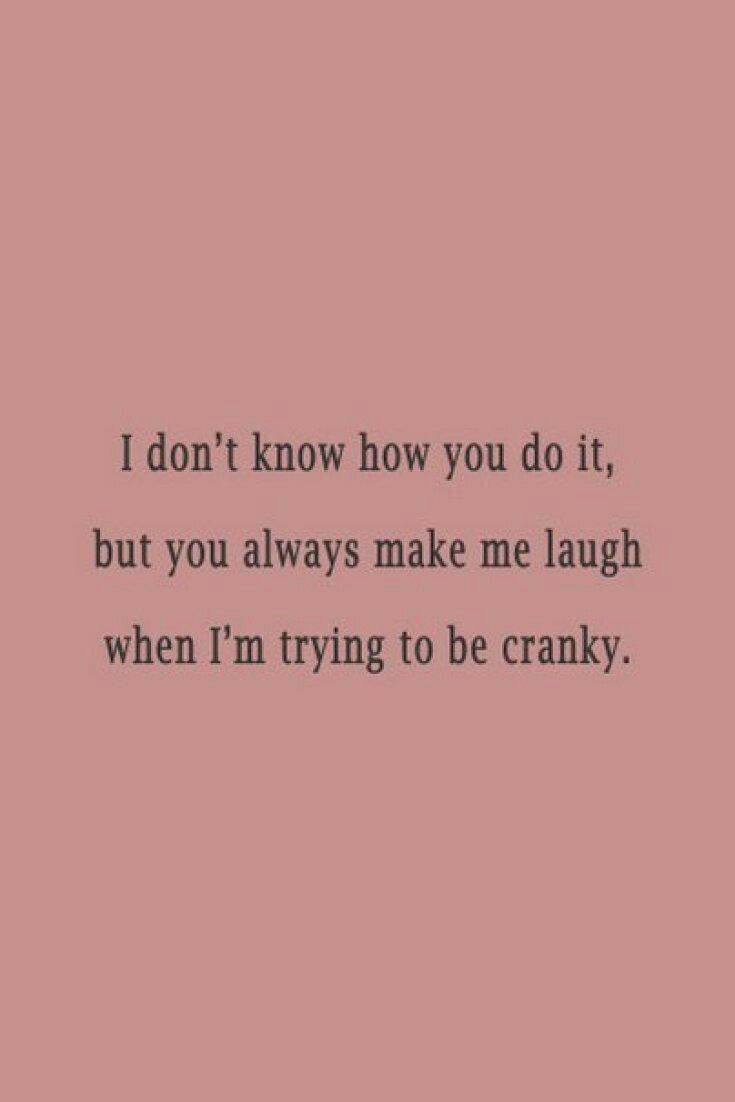 I don’t know how you do it,
but you always make me laugh
when I’m trying to be cranky.